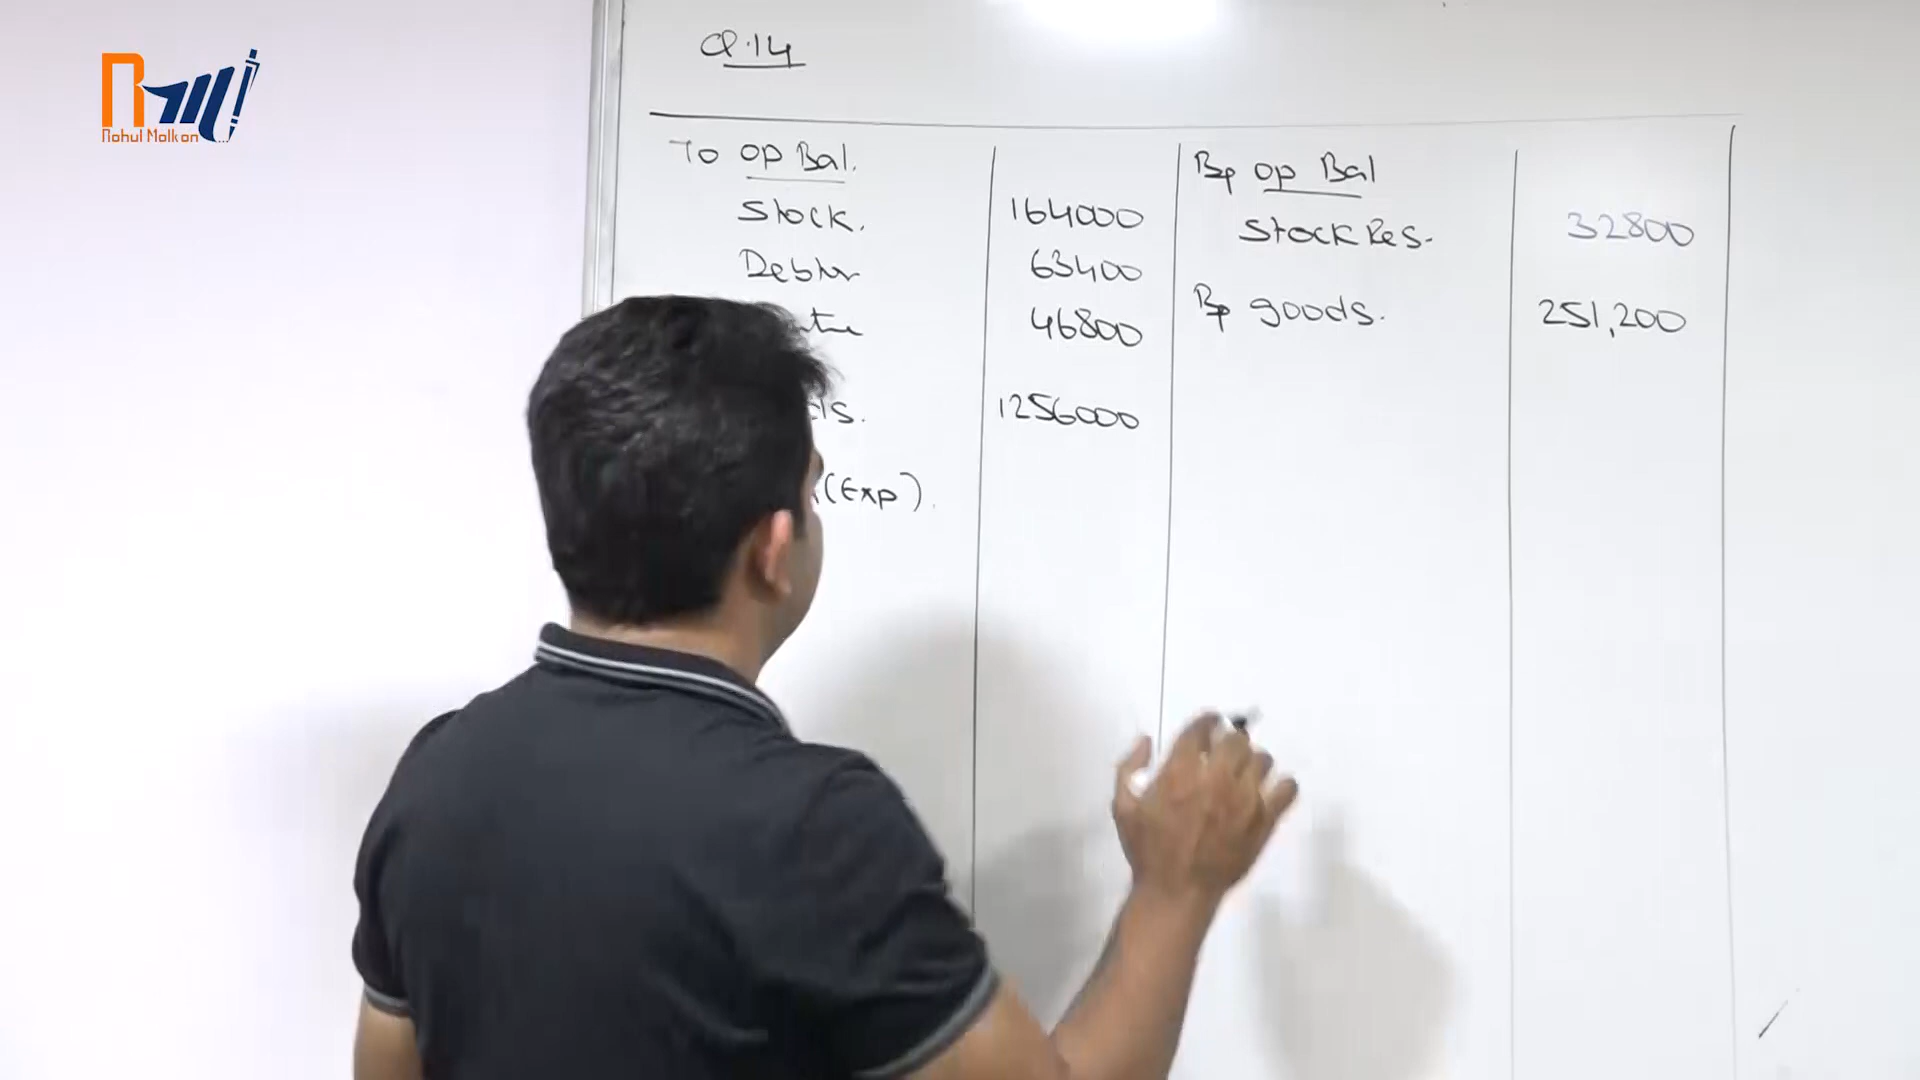 Rahul Malkan
Q.14
To Op Bal.
Stock. 164000
Debtor 63400
46800
1256000
(Exp).
By Op Bal
Stock Res. 32800
By goods. 251,200